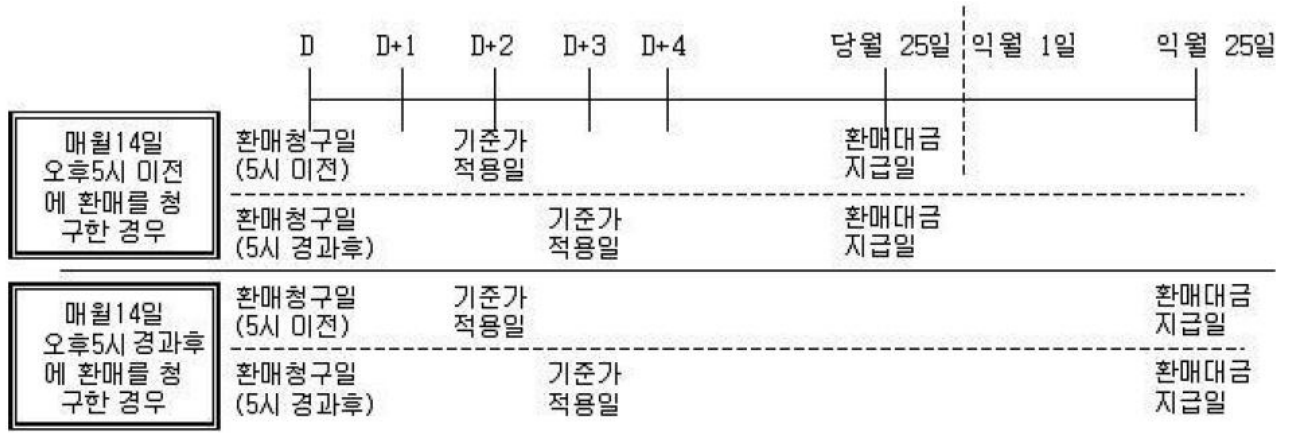 D D+1 D+2 D+3 D+4 당월 25일 익월 1일 익월 25일
매월14일
오후5시 이전
에 환매를 청
구한 경우
환매청구일 기준가 환매대금
(5시 이전) 적용일 지급일
환매청구일 기준가 환매대금
(5시 경과후) 적용일 지급일
매월14일
오후5시 경과후
에 환매를 청
구한 경우
환매청구일 기준가 환매대금
(5시 이전) 적용일 지급일
환매청구일 기준가 환매대금
(5시 경과후) 적용일 지급일